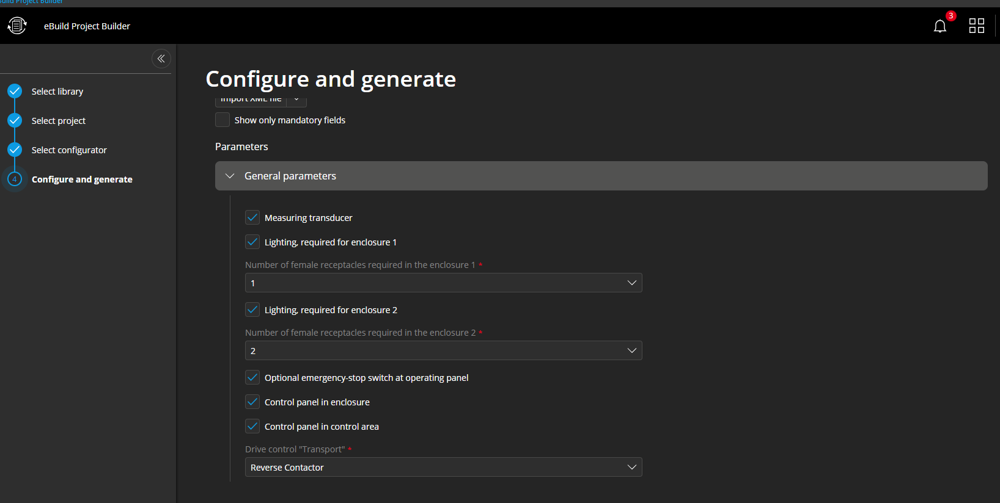 eBuild Project Builder
eBuild Project Builder
3
Configure and generate
Select library
Select project
Select configurator
4
Configure and generate
Import XML file
Show only mandatory fields
Parameters
General parameters
Measuring transducer
Lighting, required for enclosure 1
Number of female receptacles required in the enclosure 1 *
1
Lighting, required for enclosure 2
Number of female receptacles required in the enclosure 2 *
2
Optional emergency-stop switch at operating panel
Control panel in enclosure
Control panel in control area
Drive control "Transport" *
Reverse Contactor